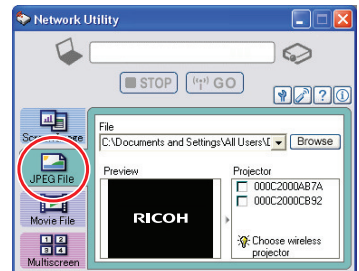 Network Utility
STOP
GO
JPEG File
Movie File
Multiscreen
File
C:\Documents and Settings\All Users\
Browse
Preview
RICOH
Projector
000C2000AB7A
000C2000CB92
Choose wireless
projector